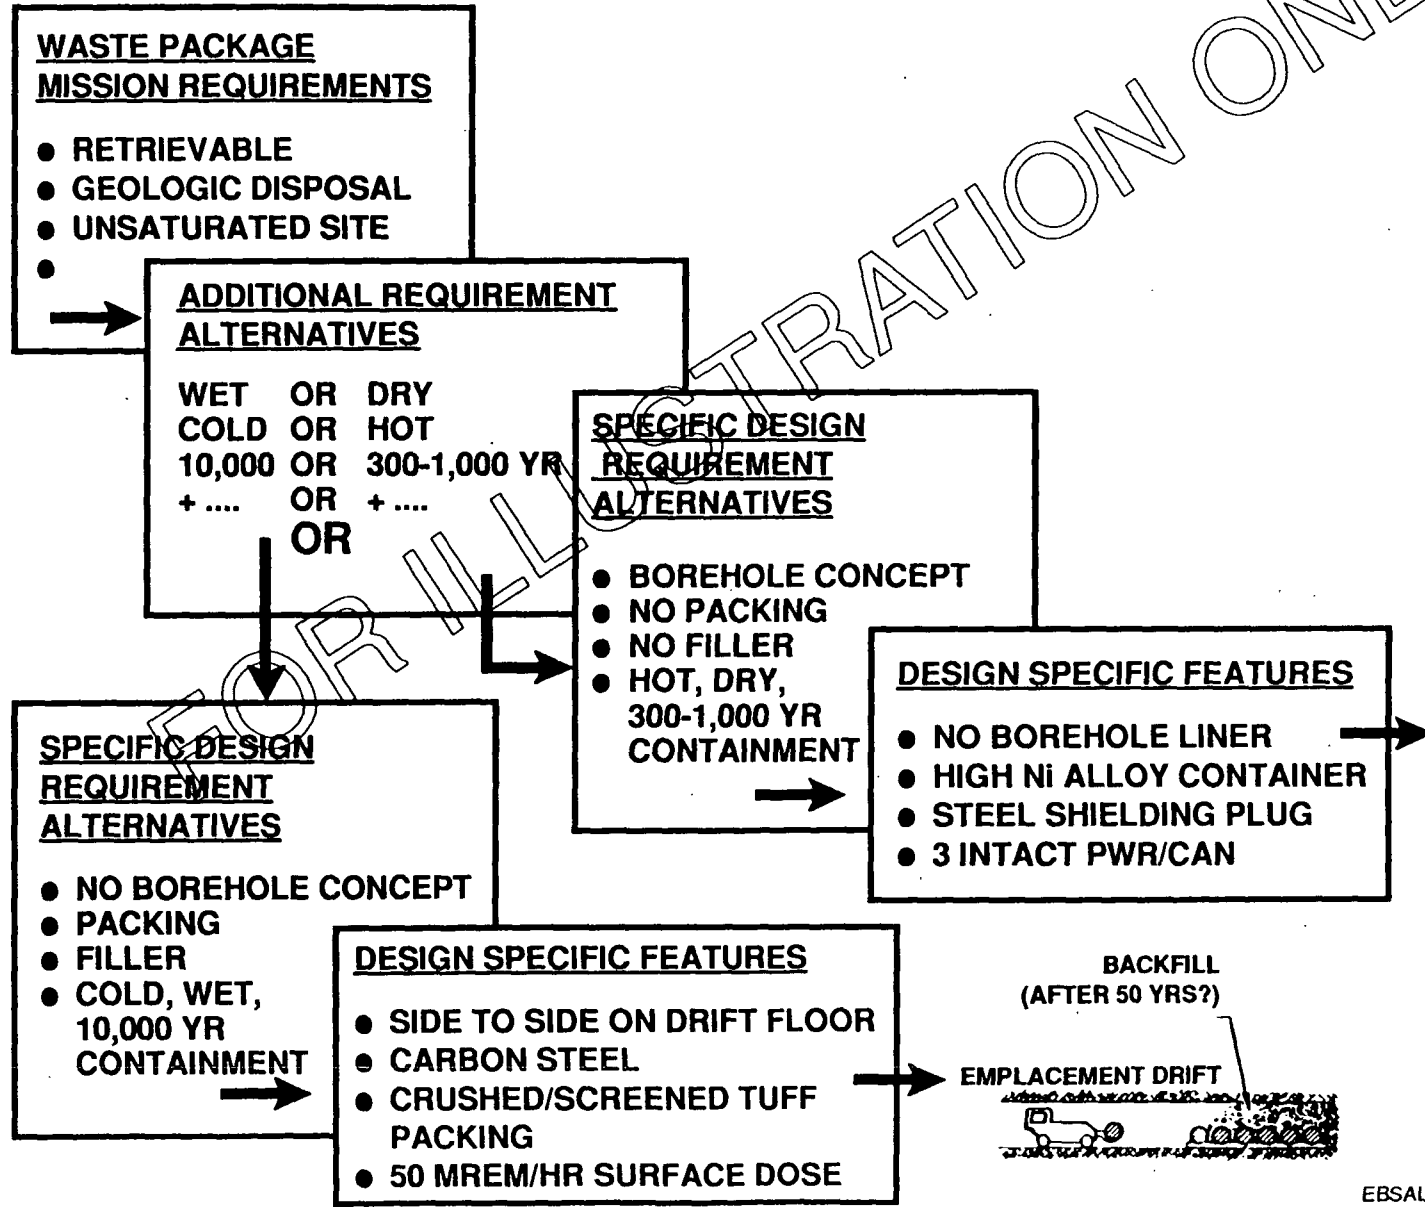 WASTE PACKAGE
MISSION REQUIREMENTS
● RETRIEVABLE
● GEOLOGIC DISPOSAL
● UNSATURATED SITE
●
ADDITIONAL REQUIREMENT
ALTERNATIVES
WET OR DRY
COLD OR HOT
10,000 OR 300-1,000 YR
+ .... OR + ....
OR
SPECIFIC DESIGN
REQUIREMENT
ALTERNATIVES
● BOREHOLE CONCEPT
● NO PACKING
● NO FILLER
● HOT, DRY,
300-1,000 YR
CONTAINMENT
DESIGN SPECIFIC FEATURES
● NO BOREHOLE LINER
● HIGH Ni ALLOY CONTAINER
● STEEL SHIELDING PLUG
● 3 INTACT PWR/CAN
SPECIFIC DESIGN
REQUIREMENT
ALTERNATIVES
● NO BOREHOLE CONCEPT
● PACKING
● FILLER
● COLD, WET,
10,000 YR
CONTAINMENT
DESIGN SPECIFIC FEATURES
● SIDE TO SIDE ON DRIFT FLOOR
● CARBON STEEL
● CRUSHED/SCREENED TUFF
PACKING
● 50 MREM/HR SURFACE DOSE
BACKFILL
(AFTER 50 YRS?)
EMPLACEMENT DRIFT
FOR ILLUSTRATION
EBSAL